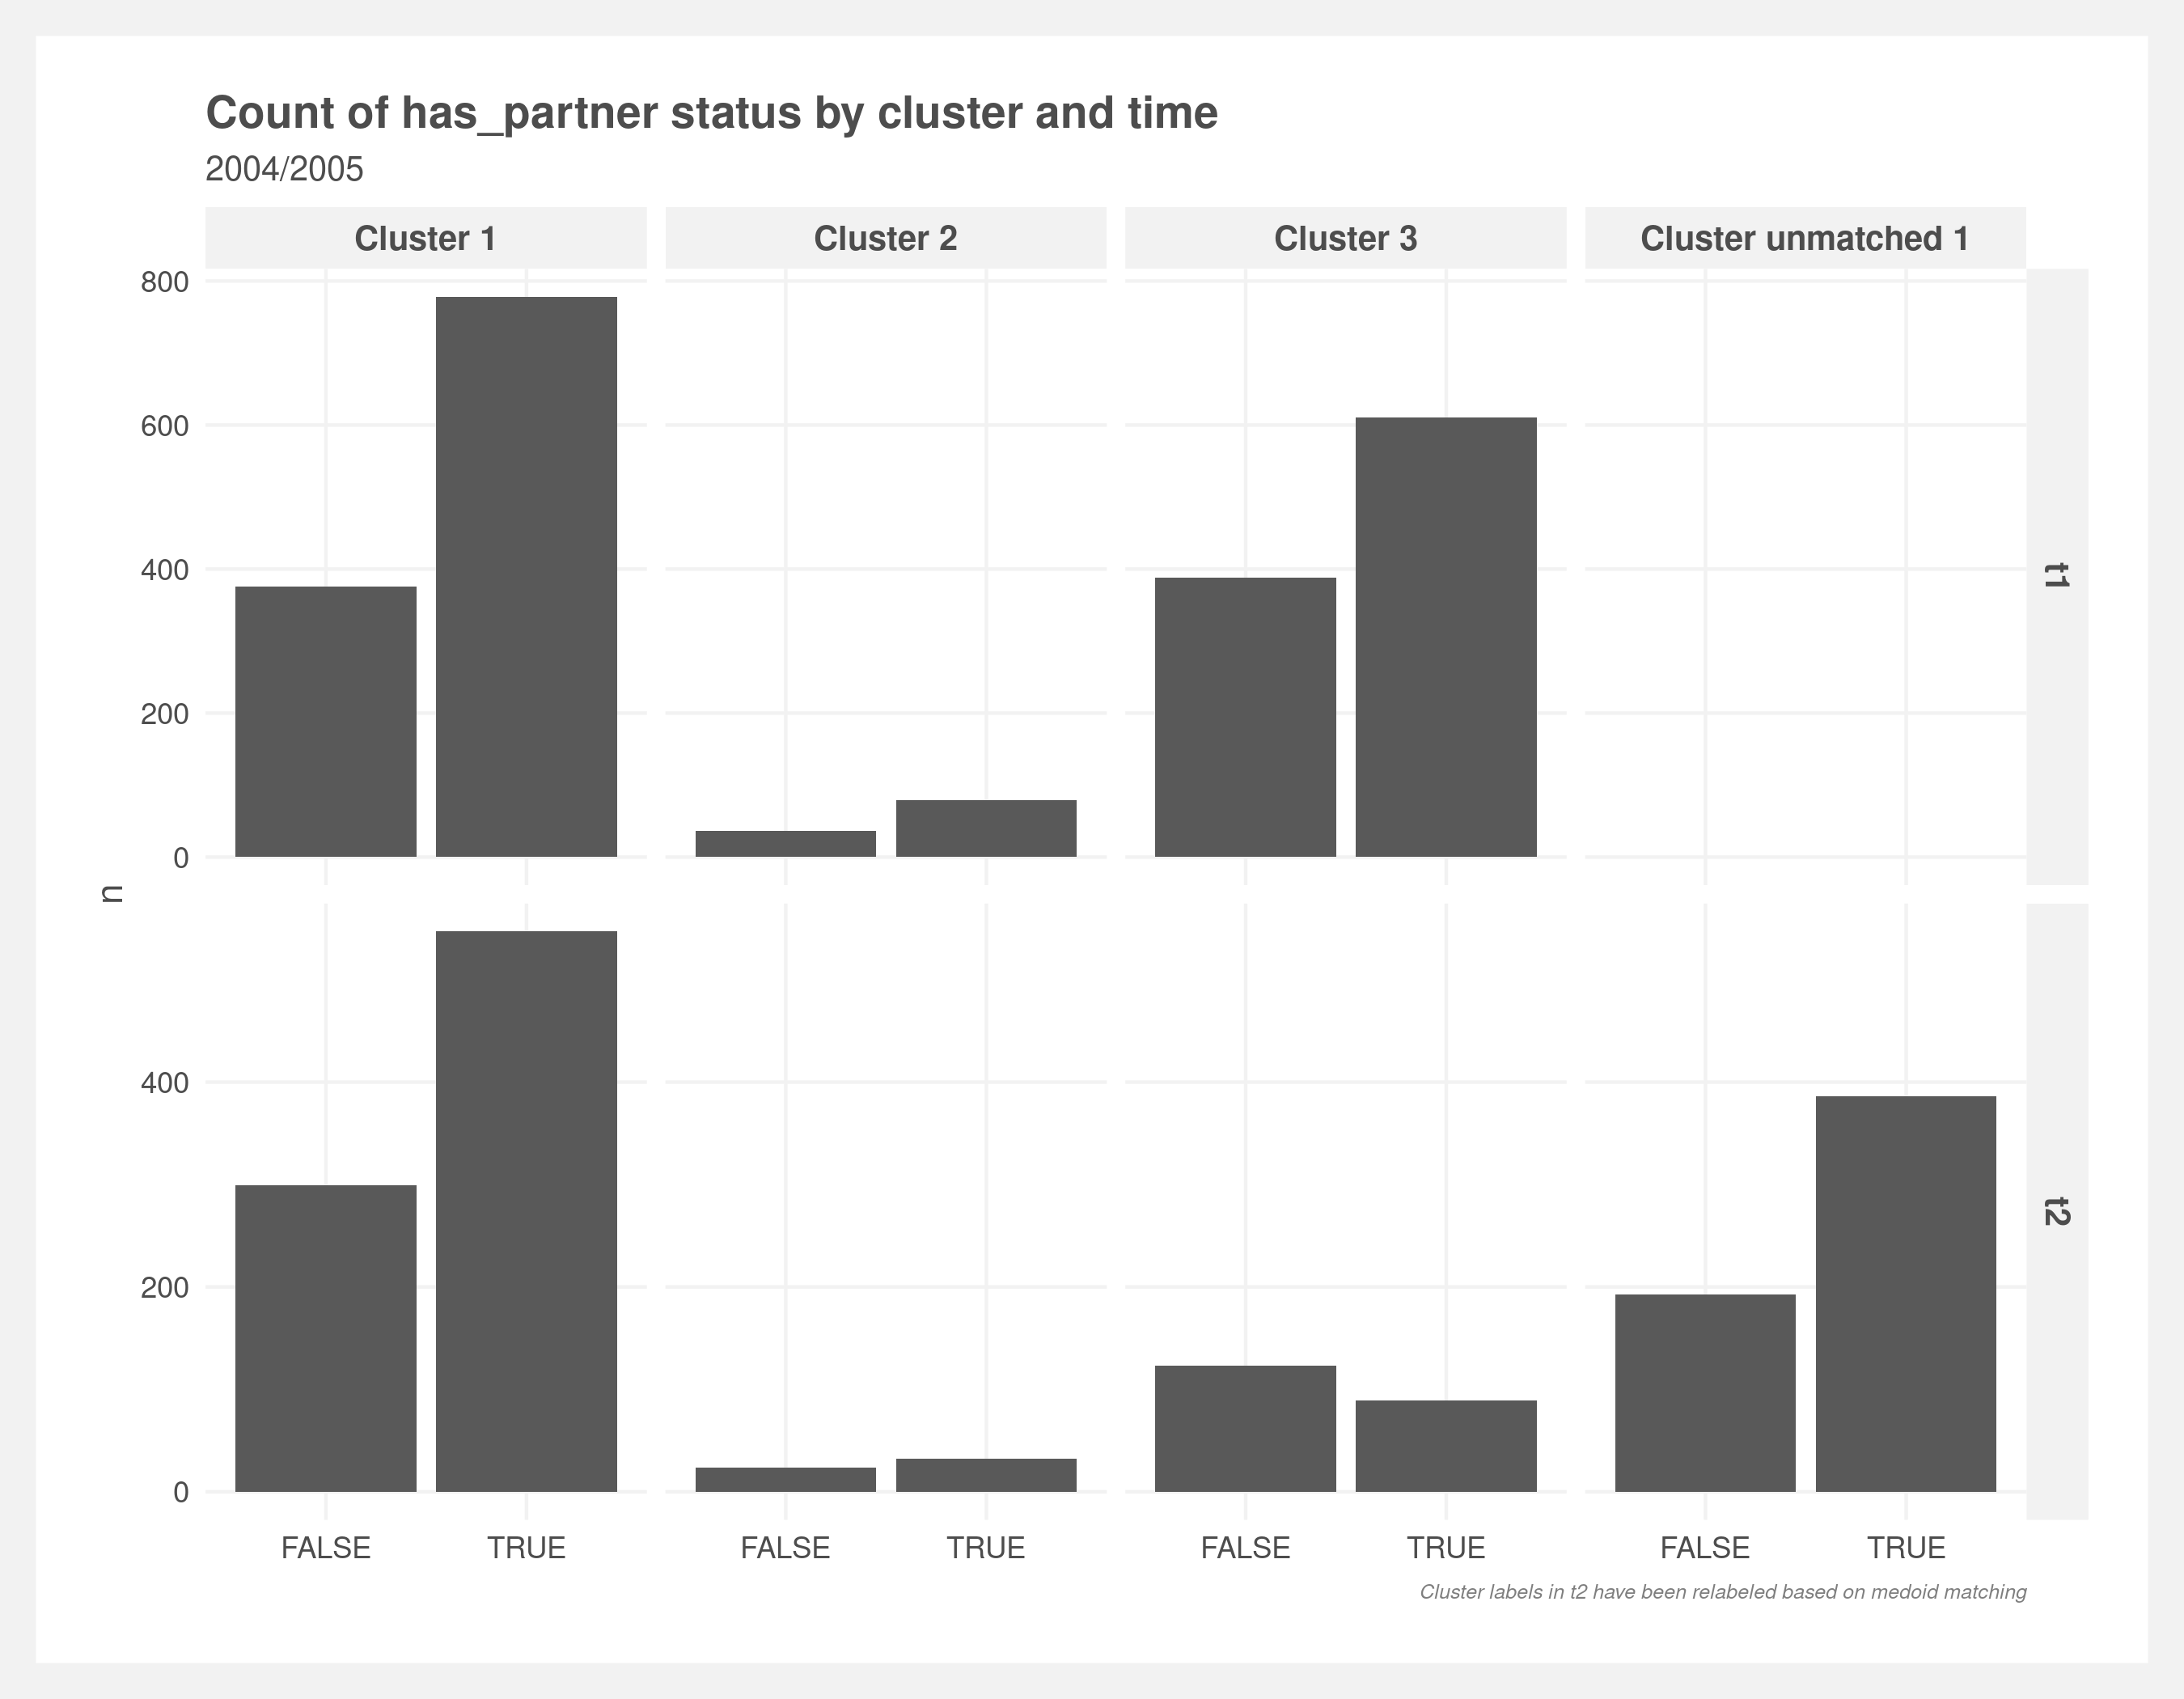 Count of has_partner status by cluster and time
2004/2005
Cluster 1 Cluster 2 Cluster 3 Cluster unmatched 1
800
600
400
200
0
t1
n
400
200
0
t2
FALSE TRUE FALSE TRUE FALSE TRUE FALSE TRUE
Cluster labels in t2 have been relabeled based on medoid matching